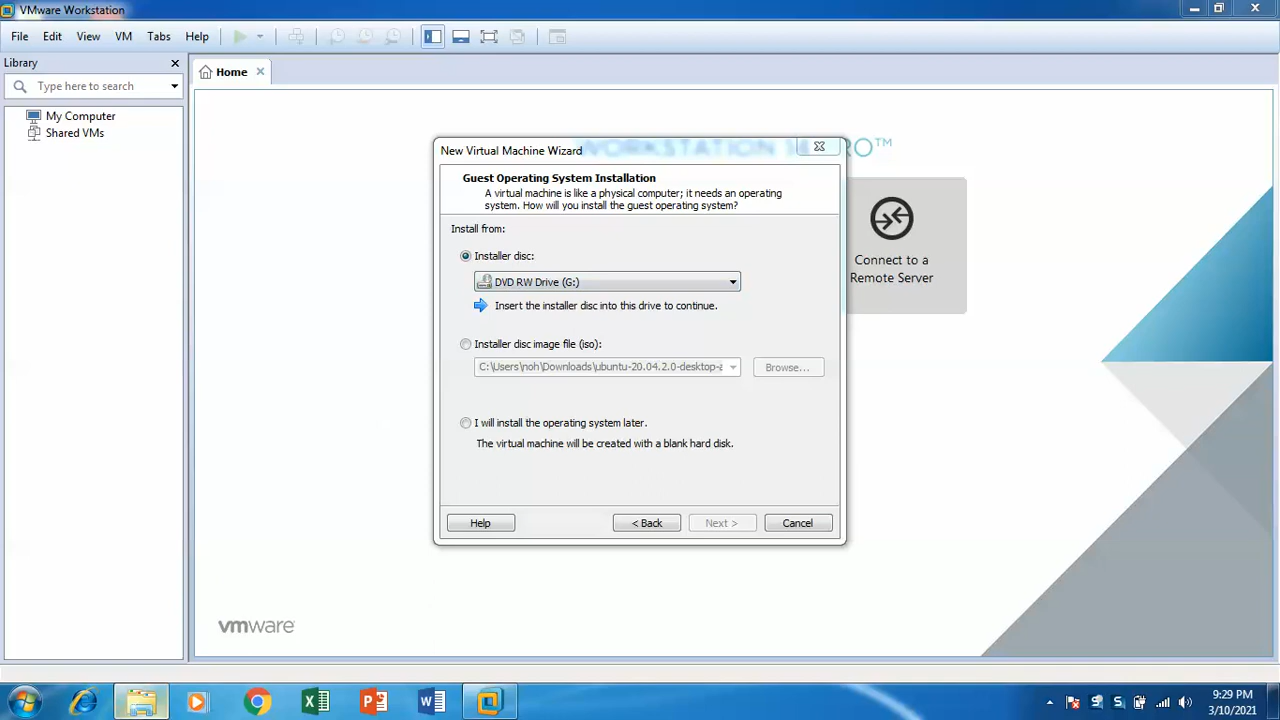 VMware Workstation
File Edit View VM Tabs Help
Library
Type here to search
My Computer
Shared VMs
Home
WORKSTATION
RO™
New Virtual Machine Wizard
Guest Operating System Installation
A virtual machine is like a physical computer; it needs an operating
system. How will you install the guest operating system?
Install from:
Installer disc:
DVD RW Drive (G:)
Insert the installer disc into this drive to continue.
Installer disc image file (iso):
C:\Users\noh\Downloads\ubuntu-20.04.2.0-desktop-a
Browse...
I will install the operating system later.
The virtual machine will be created with a blank hard disk.
Help
< Back
Next >
Cancel
Connect to a
Remote Server
vmware
9:29 PM
3/10/2021